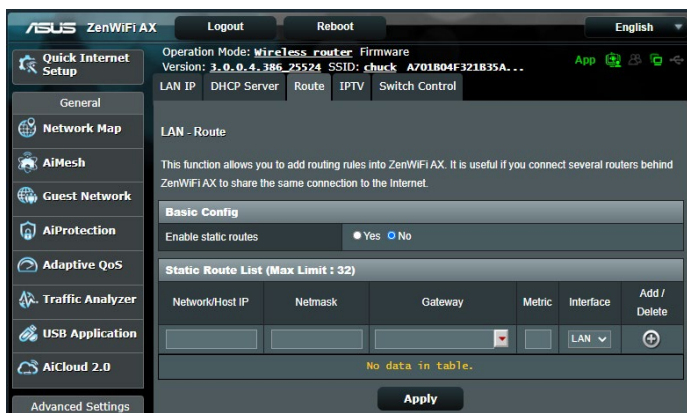 ASUS ZenWiFi AX Logout Reboot English
Quick Internet Setup
General
Network Map
AiMesh
Guest Network
AiProtection
Adaptive QoS
Traffic Analyzer
USB Application
AiCloud 2.0
Advanced Settings
Operation Mode: Wireless router Firmware
Version: 3.0.0.4.386_25524 SSID: chuck A701B04F321B35A...
App
LAN IP DHCP Server Route IPTV Switch Control
LAN - Route
This function allows you to add routing rules into ZenWiFi AX. It is useful if you connect several routers behind
ZenWiFi AX to share the same connection to the Internet.
Basic Config
Enable static routes Yes No
Static Route List (Max Limit : 32)
Network/Host IP Netmask Gateway Metric Interface Add / Delete
LAN
No data in table.
Apply